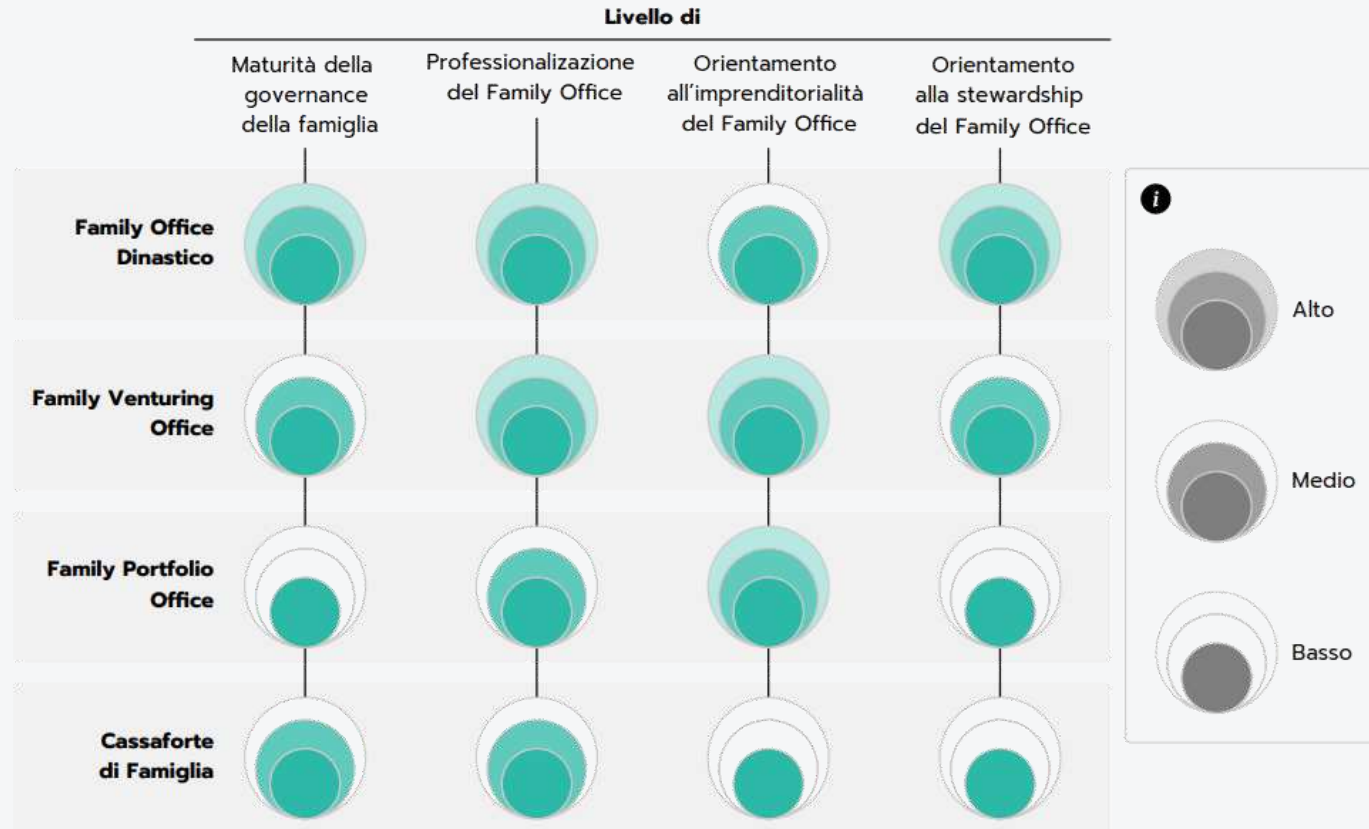 Livello di
Maturità della
governance
della famiglia
Professionalizzazione
del Family Office
Orientamento
all'imprenditorialità
del Family Office
Orientamento
alla stewardship
del Family Office
Family Office
Dinastico
Family Venturing
Office
Family Portfolio
Office
Cassaforte
di Famiglia
i
Alto
Medio
Basso